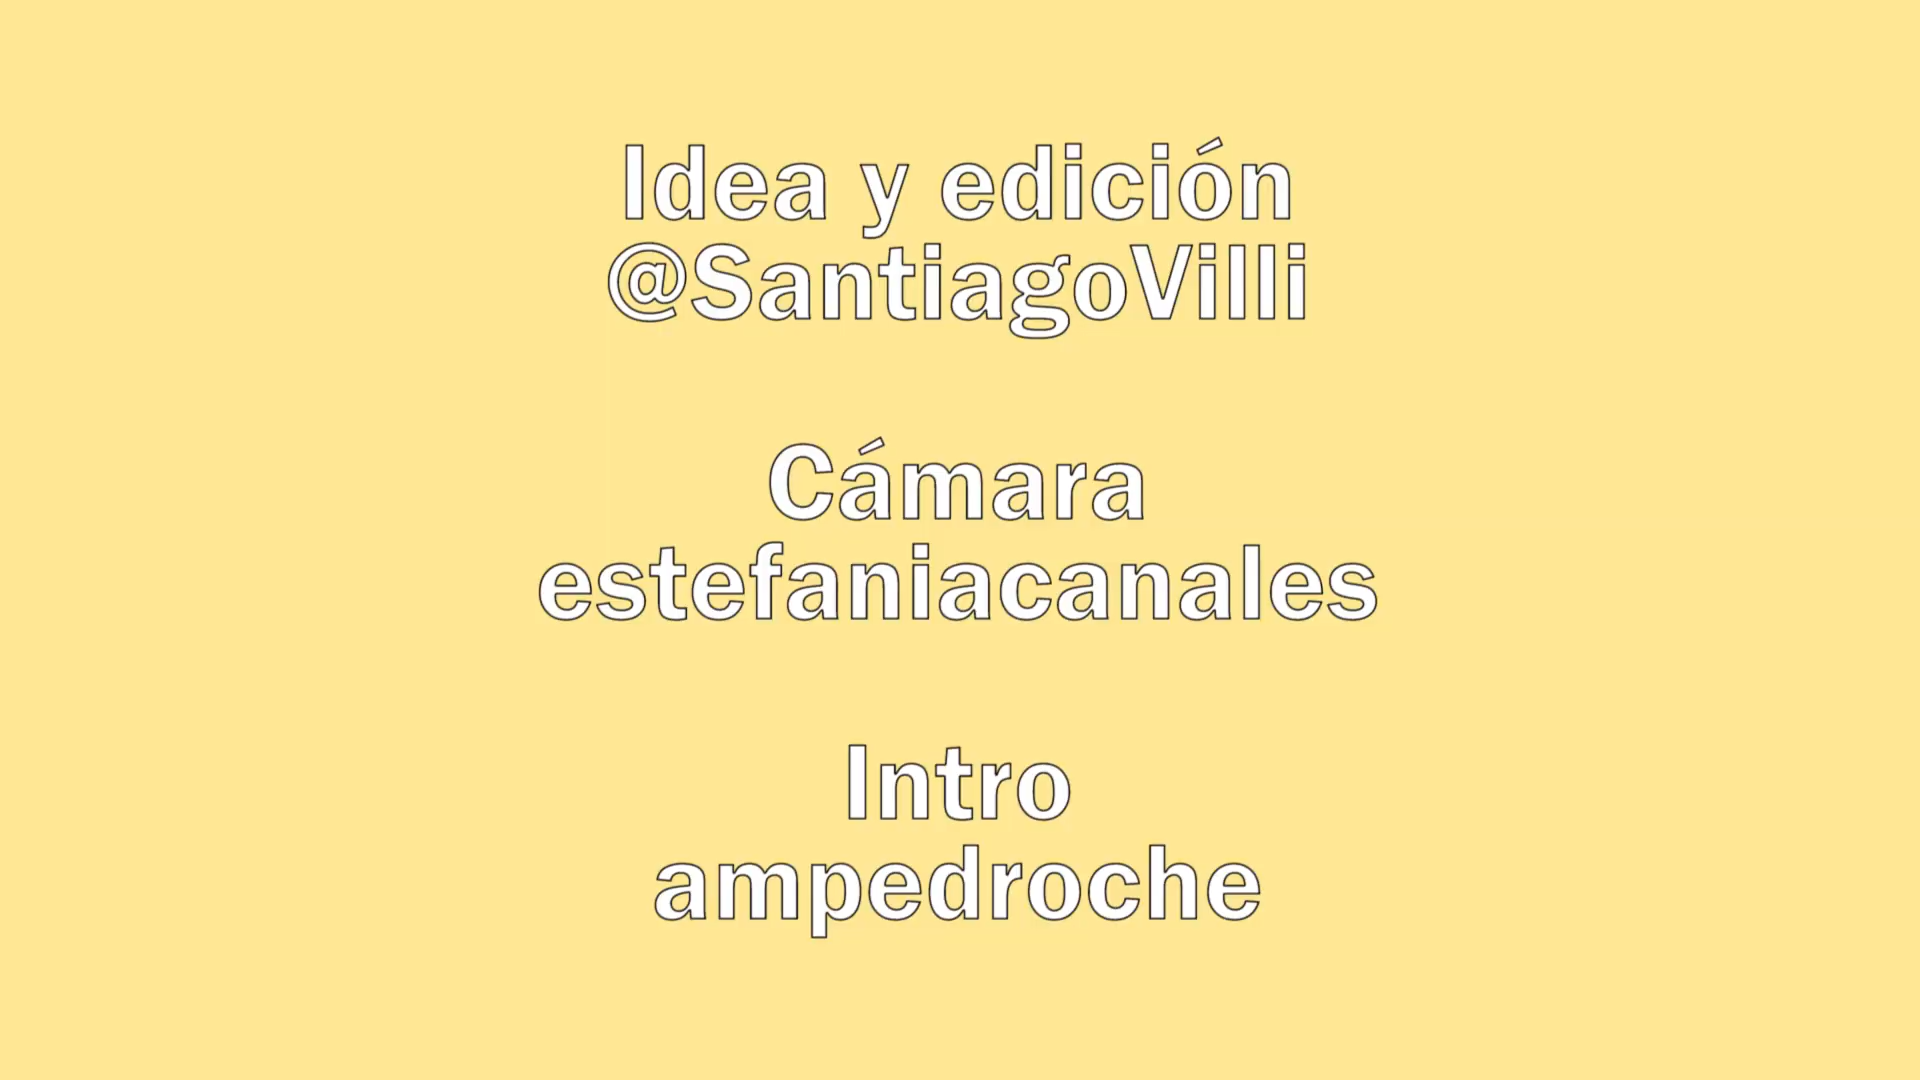 Idea y edición
@SantiagoVilli
Cámara
estefaniacanales
Intro
ampedroche